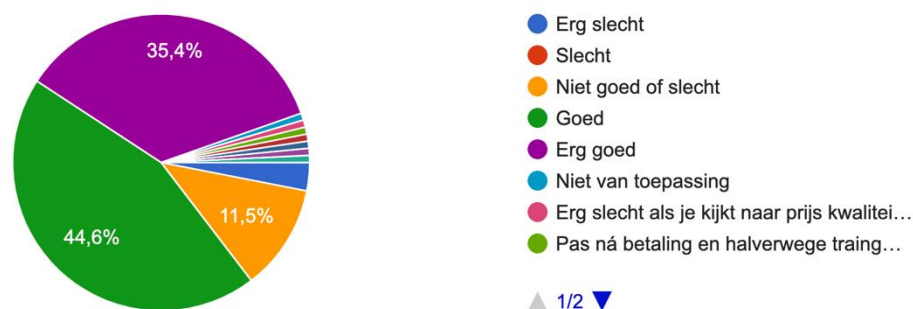 35,4%
11,5%
44,6%
Erg slecht
Slecht
Niet goed of slecht
Goed
Erg goed
Niet van toepassing
Erg slecht als je kijkt naar prijs kwalitei…
Pas ná betaling en halverwege traing…
1/2